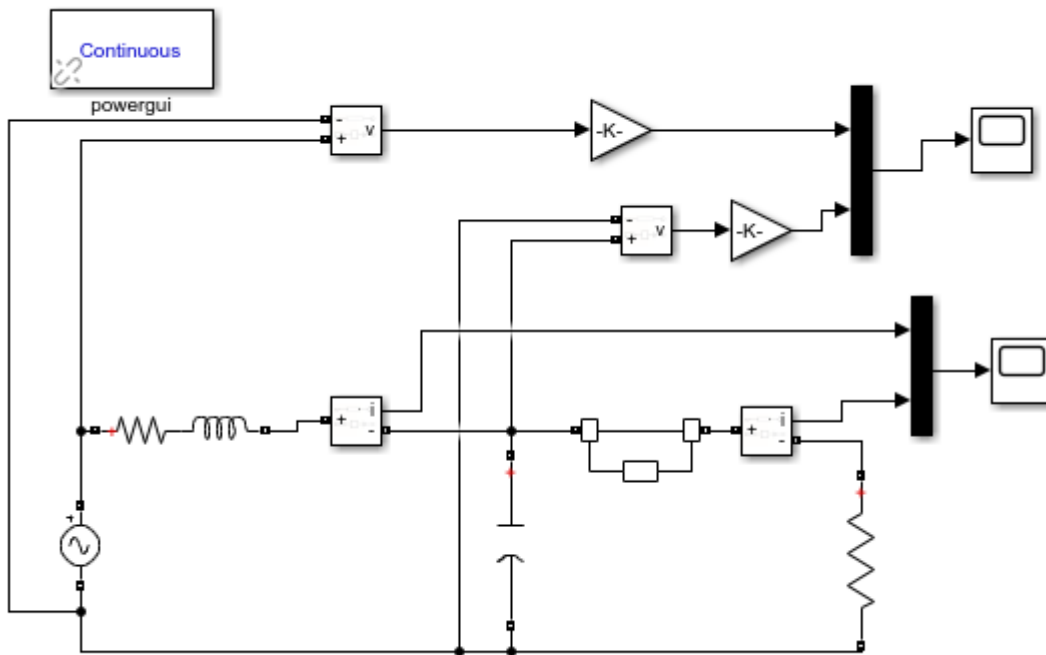 Continuous
powergui
-
+
v
-K-
-
+
v
-K-
+
i
-
+
i
-
+